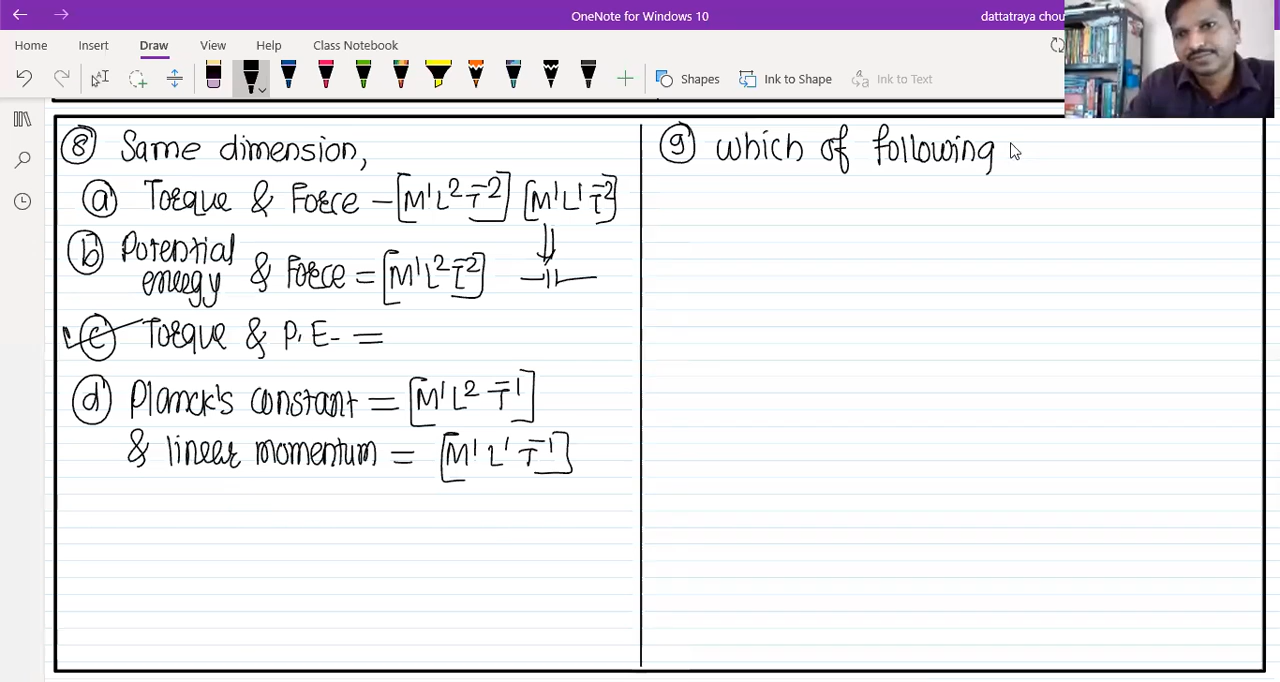 OneNote for Windows 10
dattatraya chou
Home Insert Draw View Help Class Notebook
Shapes Ink to Shape Ink to Text
⑧ Same dimension,
ⓐ Torque & Force - [M¹L²T⁻²] [M¹L¹T⁻²]
ⓑ Potential energy & Force = [M¹L²T⁻²]
ⓒ Torque & P.E- =
ⓓ Planck's constant = [M¹L²T⁻¹]
& linear momentum = [M¹L¹T⁻¹]
⑨ which of following